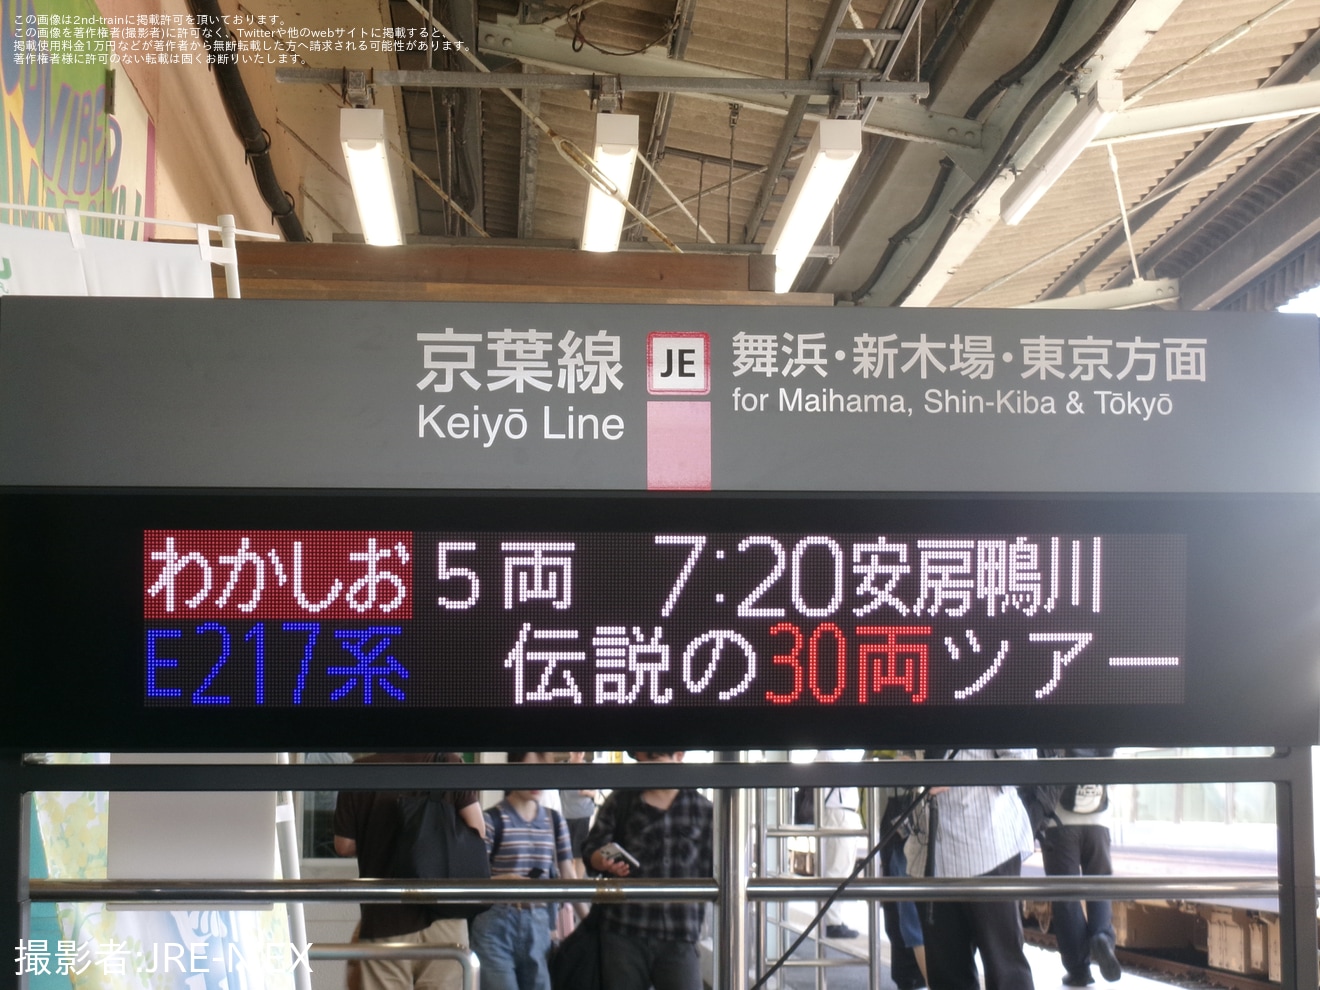 この画像は2nd-trainに掲載許可を頂いております。
この画像を著作権者(撮影者)に許可なく、Twitterや他のwebサイトに掲載すると、
掲載使用料金1万円などが著作者から無断転載した方へ請求される可能性があります。
著作権者様に許可のない転載は固くお断りいたします。
京葉線 JE 舞浜・新木場・東京方面
Keiyō Line for Maihama, Shin-Kiba & Tōkyō
わかしお 5両 7:20 安房鴨川
E217系 伝説の30両ツアー
撮影者:JRE-MEX